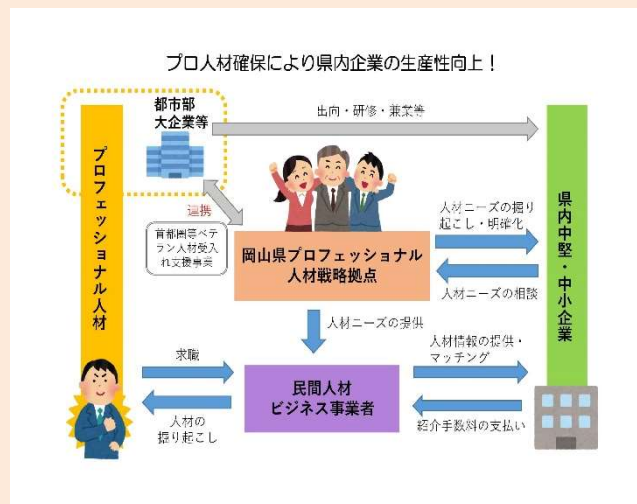 プロ人材確保により県内企業の生産性向上！
都市部
大企業等
出向・研修・兼業等
プロフェッショナル人材
連携
首都圏等ベテ
ラン人材受入
れ支援事業
岡山県プロフェッショナル
人材戦略拠点
人材ニーズの掘り
起こし・明確化
人材ニーズの相談
県内中堅・中小企業
人材ニーズの提供
求職
人材の
掘り起こし
民間人材
ビジネス事業者
人材情報の提供・
マッチング
紹介手数料の支払い